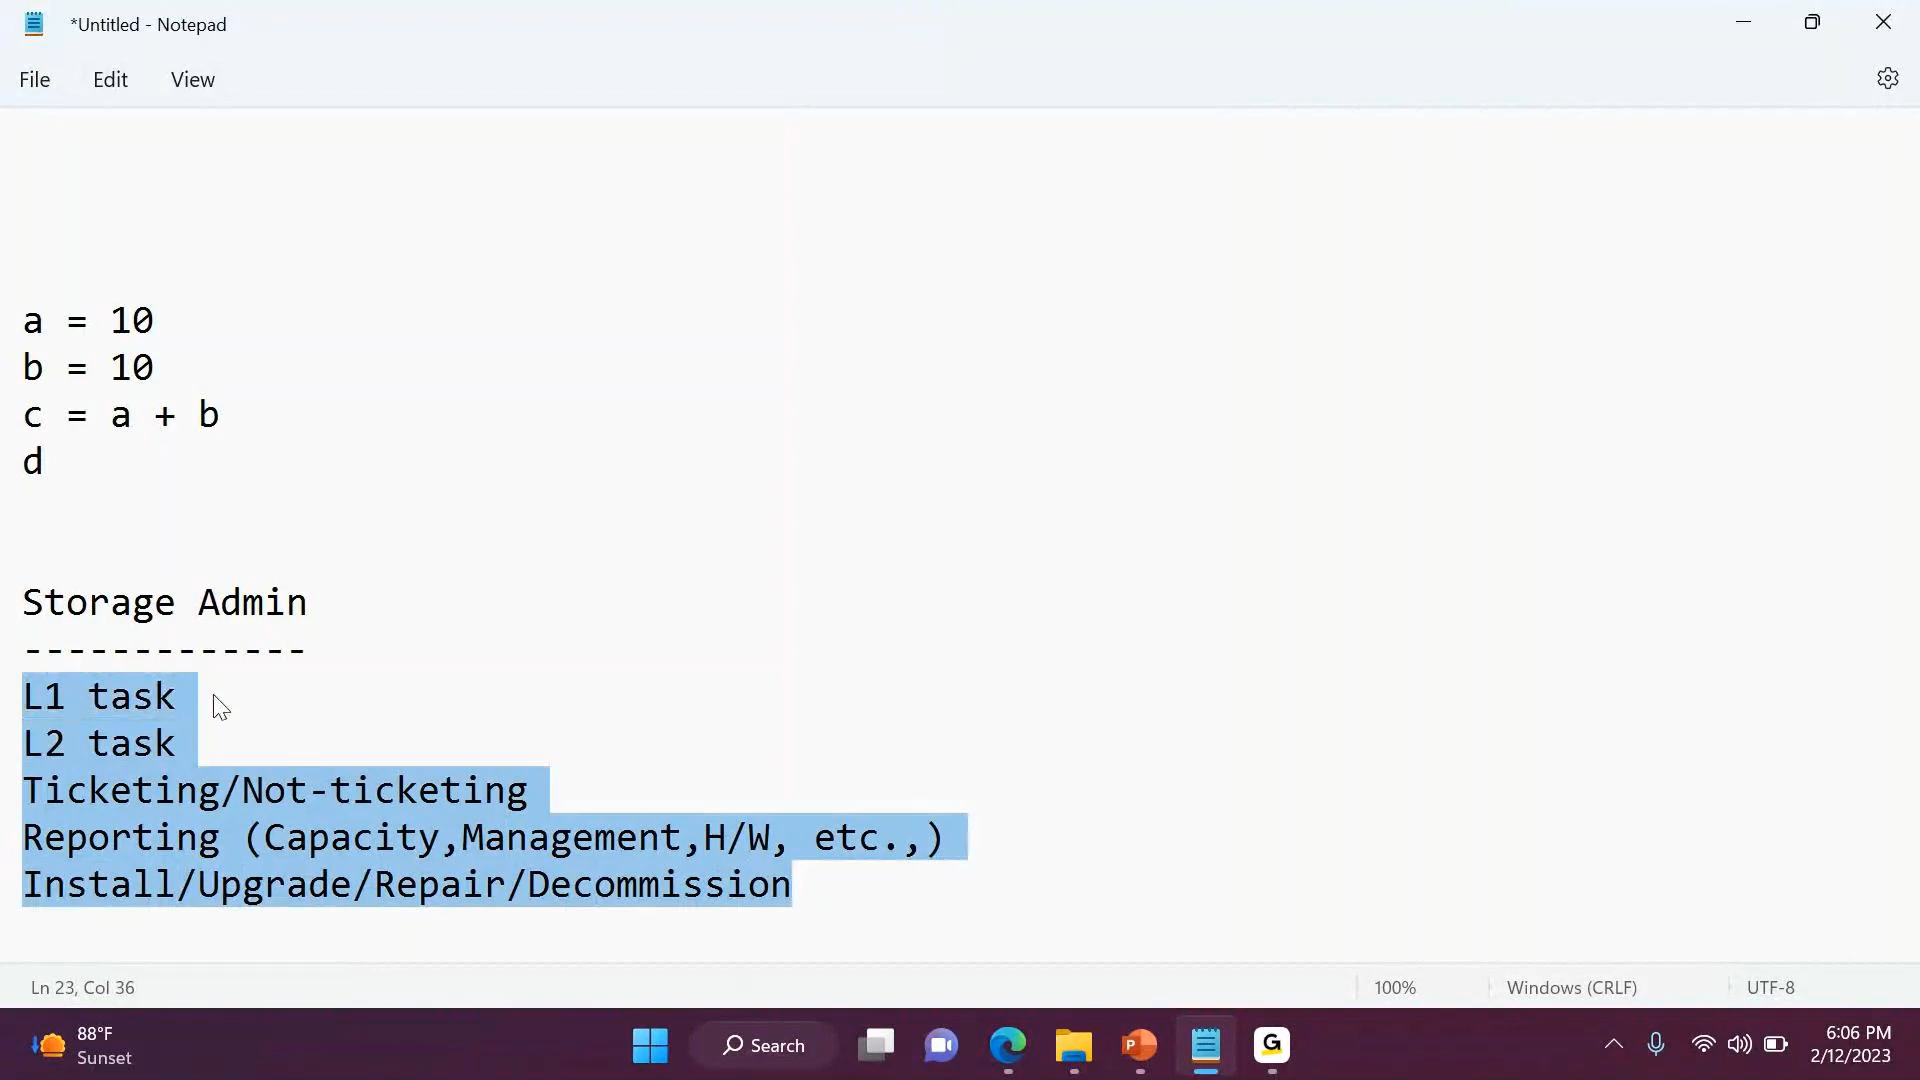 *Untitled - Notepad
File Edit View
a = 10
b = 10
c = a + b
d
Storage Admin
-------------
L1 task
L2 task
Ticketing/Not-ticketing
Reporting (Capacity,Management,H/W, etc.,)
Install/Upgrade/Repair/Decommission
Ln 23, Col 36 100% Windows (CRLF) UTF-8
88°F
Sunset
Search
P
G
6:06 PM
2/12/2023